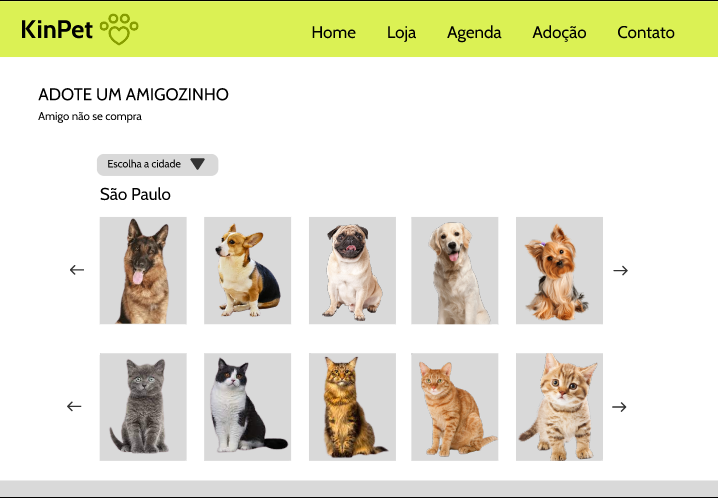 KinPet
Home Loja Agenda Adoção Contato
ADOTE UM AMIGOZINHO
Amigo não se compra
Escolha a cidade
São Paulo